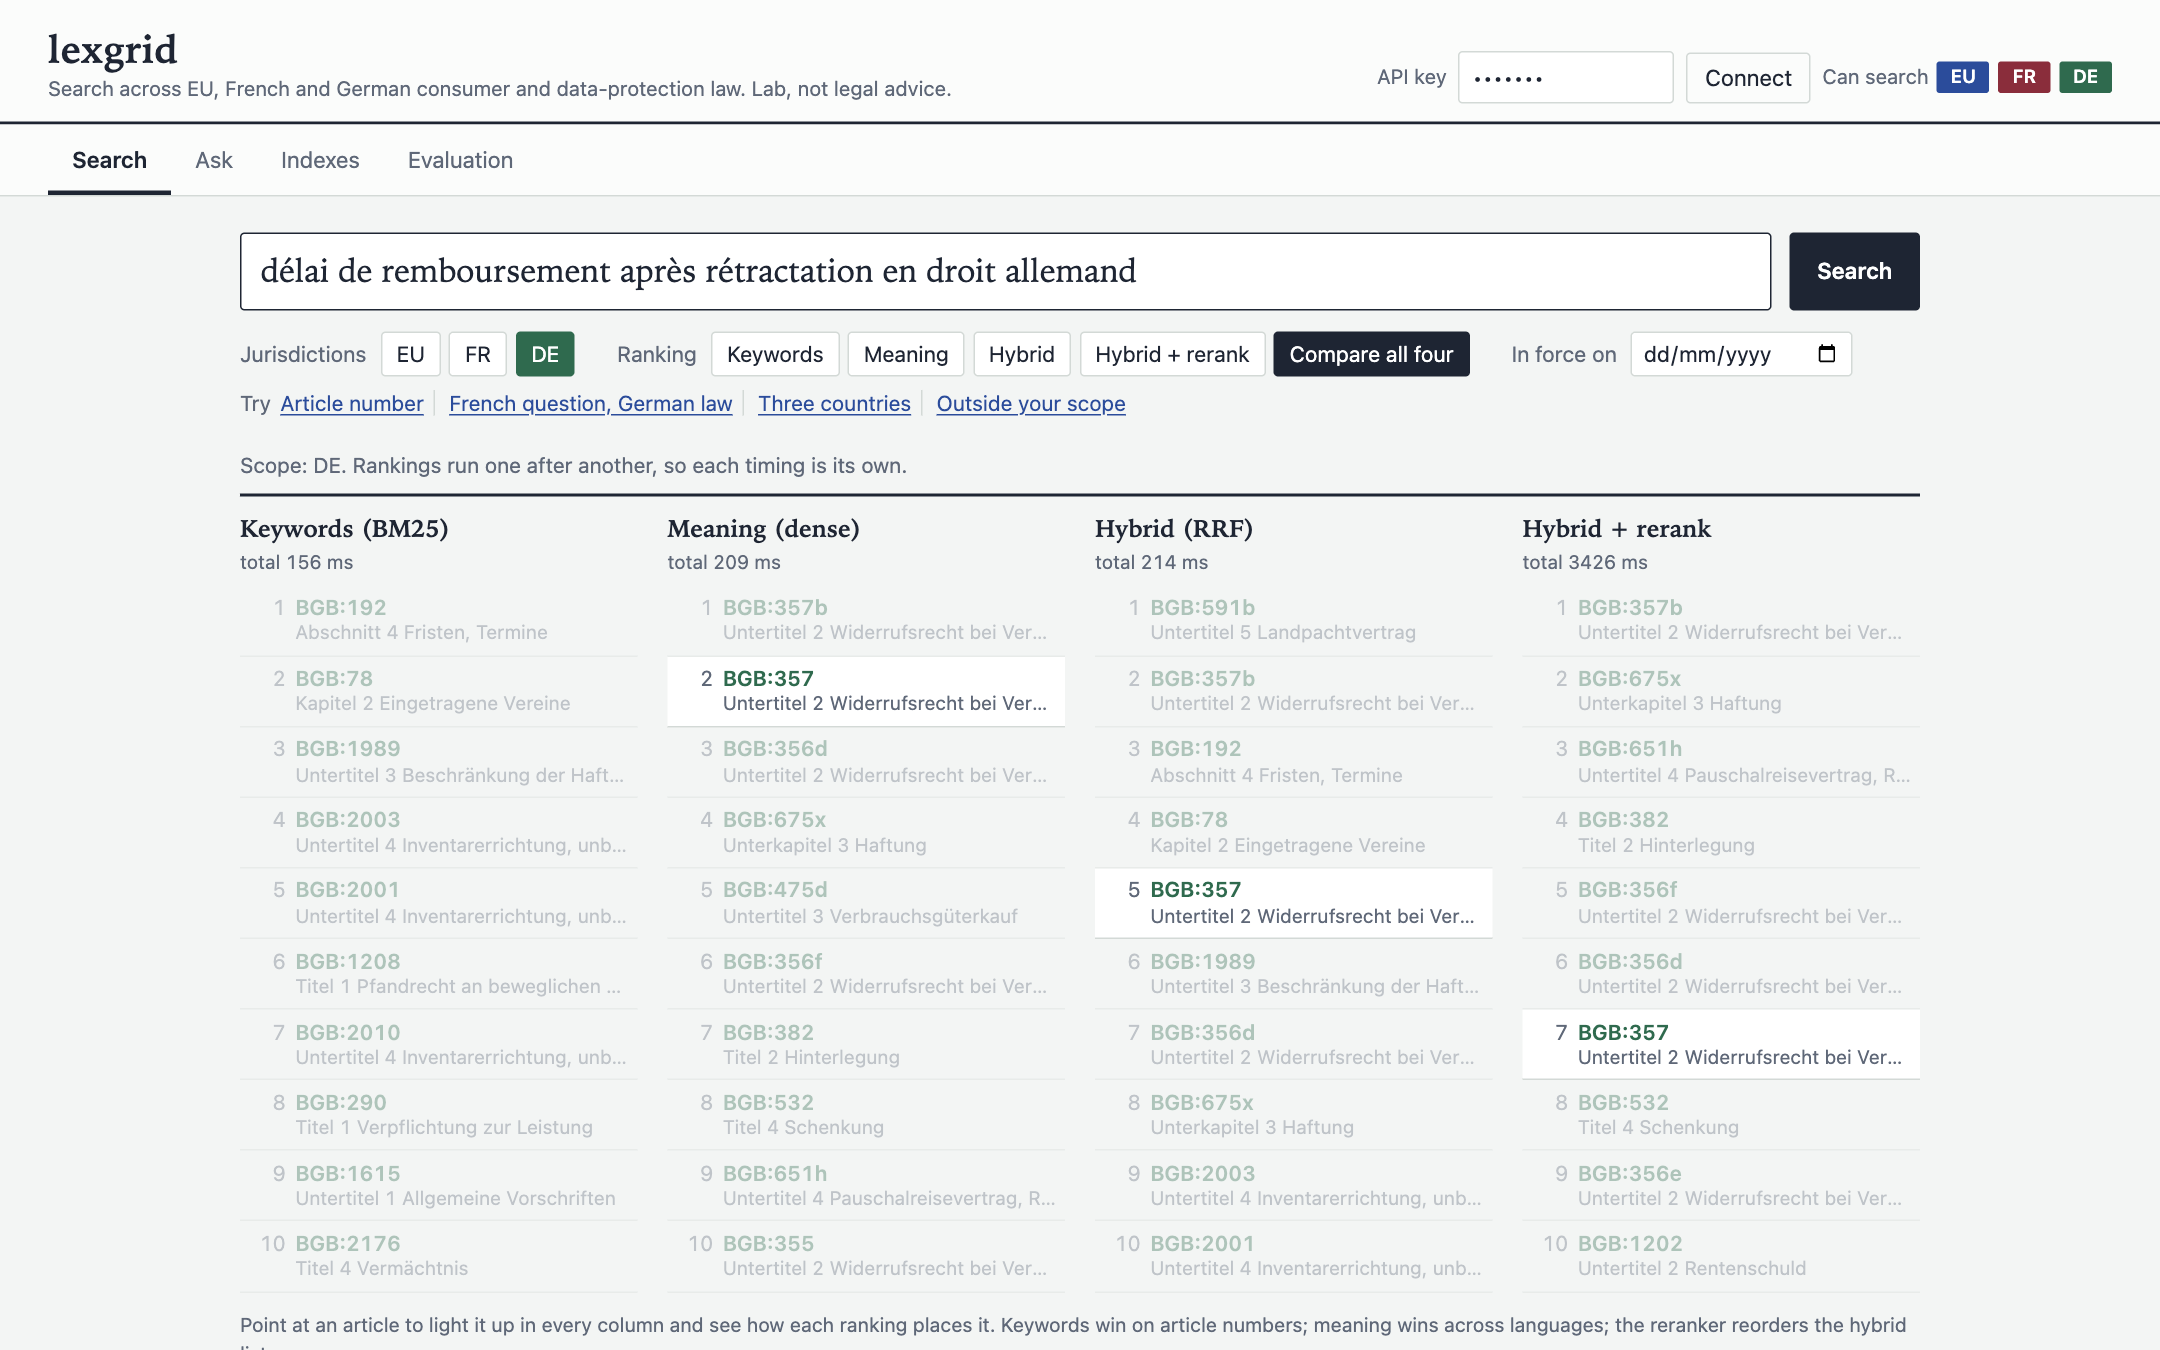 lexgrid
Search across EU, French and German consumer and data-protection law. Lab, not legal advice.
API key
•••••••
Connect
Can search
EU
FR
DE
Search
Ask
Indexes
Evaluation
délai de remboursement après rétractation en droit allemand
Search
Jurisdictions
EU
FR
DE
Ranking
Keywords
Meaning
Hybrid
Hybrid + rerank
Compare all four
In force on
dd/mm/yyyy
Try
Article number
French question, German law
Three countries
Outside your scope
Scope: DE. Rankings run one after another, so each timing is its own.
Keywords (BM25)
total 156 ms
1 BGB:192
Abschnitt 4 Fristen, Termine
2 BGB:78
Kapitel 2 Eingetragene Vereine
3 BGB:1989
Untertitel 3 Beschränkung der Haft...
4 BGB:2003
Untertitel 4 Inventarerrichtung, unb...
5 BGB:2001
Untertitel 4 Inventarerrichtung, unb...
6 BGB:1208
Titel 1 Pfandrecht an beweglichen ...
7 BGB:2010
Untertitel 4 Inventarerrichtung, unb...
8 BGB:290
Titel 1 Verpflichtung zur Leistung
9 BGB:1615
Untertitel 1 Allgemeine Vorschriften
10 BGB:2176
Titel 4 Vermächtnis
Meaning (dense)
total 209 ms
1 BGB:357b
Untertitel 2 Widerrufsrecht bei Ver...
2 BGB:357
Untertitel 2 Widerrufsrecht bei Ver...
3 BGB:356d
Untertitel 2 Widerrufsrecht bei Ver...
4 BGB:675x
Unterkapitel 3 Haftung
5 BGB:475d
Untertitel 3 Verbrauchsgüterkauf
6 BGB:356f
Untertitel 2 Widerrufsrecht bei Ver...
7 BGB:382
Titel 2 Hinterlegung
8 BGB:532
Titel 4 Schenkung
9 BGB:651h
Untertitel 4 Pauschalreisevertrag, R...
10 BGB:355
Untertitel 2 Widerrufsrecht bei Ver...
Hybrid (RRF)
total 214 ms
1 BGB:591b
Untertitel 5 Landpachtvertrag
2 BGB:357b
Untertitel 2 Widerrufsrecht bei Ver...
3 BGB:192
Abschnitt 4 Fristen, Termine
4 BGB:78
Kapitel 2 Eingetragene Vereine
5 BGB:357
Untertitel 2 Widerrufsrecht bei Ver...
6 BGB:1989
Untertitel 3 Beschränkung der Haft...
7 BGB:356d
Untertitel 2 Widerrufsrecht bei Ver...
8 BGB:675x
Unterkapitel 3 Haftung
9 BGB:2003
Untertitel 4 Inventarerrichtung, unb...
10 BGB:2001
Untertitel 4 Inventarerrichtung, unb...
Hybrid + rerank
total 3426 ms
1 BGB:357b
Untertitel 2 Widerrufsrecht bei Ver...
2 BGB:675x
Unterkapitel 3 Haftung
3 BGB:651h
Untertitel 4 Pauschalreisevertrag, R...
4 BGB:382
Titel 2 Hinterlegung
5 BGB:356f
Untertitel 2 Widerrufsrecht bei Ver...
6 BGB:356d
Untertitel 2 Widerrufsrecht bei Ver...
7 BGB:357
Untertitel 2 Widerrufsrecht bei Ver...
8 BGB:532
Titel 4 Schenkung
9 BGB:356e
Untertitel 2 Widerrufsrecht bei Ver...
10 BGB:1202
Untertitel 2 Rentenschuld
Point at an article to light it up in every column and see how each ranking places it. Keywords win on article numbers; meaning wins across languages; the reranker reorders the hybrid